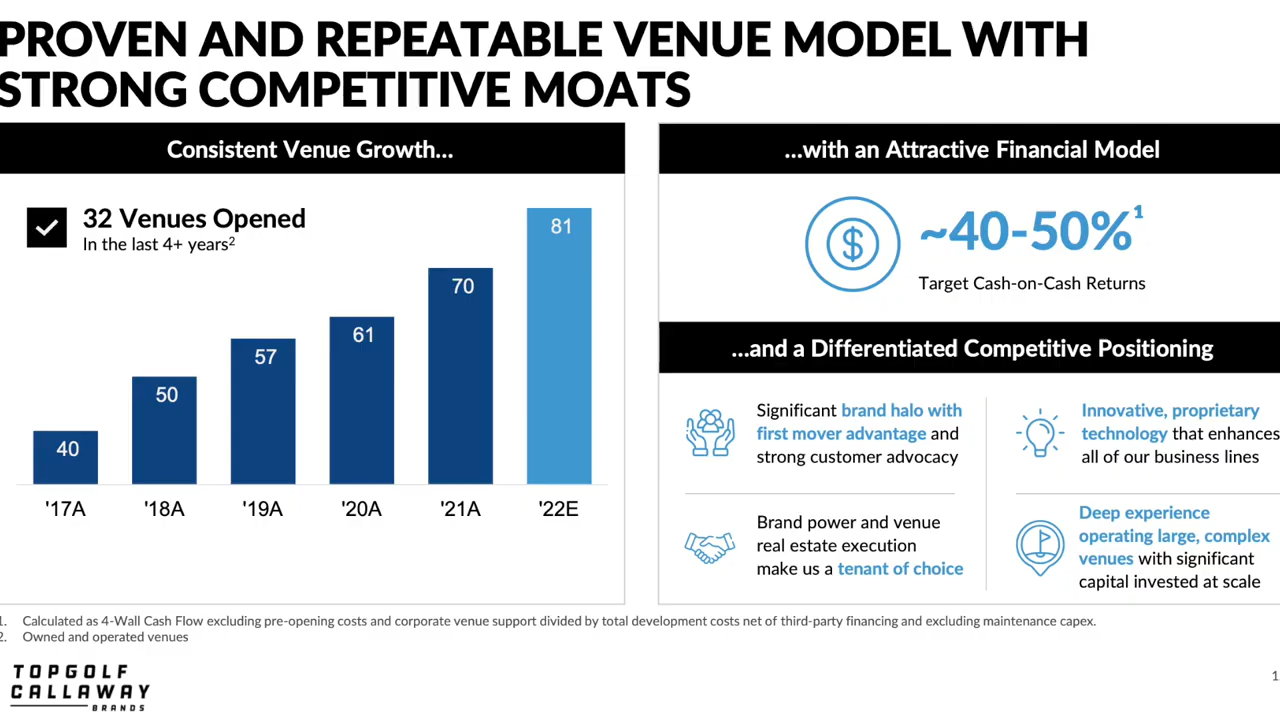 PROVEN AND REPEATABLE VENUE MODEL WITH
STRONG COMPETITIVE MOATS
Consistent Venue Growth...
32 Venues Opened
In the last 4+ years2
40
50
57
61
70
81
'17A
'18A
'19A
'20A
'21A
'22E
...with an Attractive Financial Model
$
~40-50%1
Target Cash-on-Cash Returns
...and a Differentiated Competitive Positioning
Significant brand halo with
first mover advantage and
strong customer advocacy
Innovative, proprietary
technology that enhances
all of our business lines
Brand power and venue
real estate execution
make us a tenant of choice
Deep experience
operating large, complex
venues with significant
capital invested at scale
1. Calculated as 4-Wall Cash Flow excluding pre-opening costs and corporate venue support divided by total development costs net of third-party financing and excluding maintenance capex.
2. Owned and operated venues
TOPGOLF
CALLAWAY
BRANDS